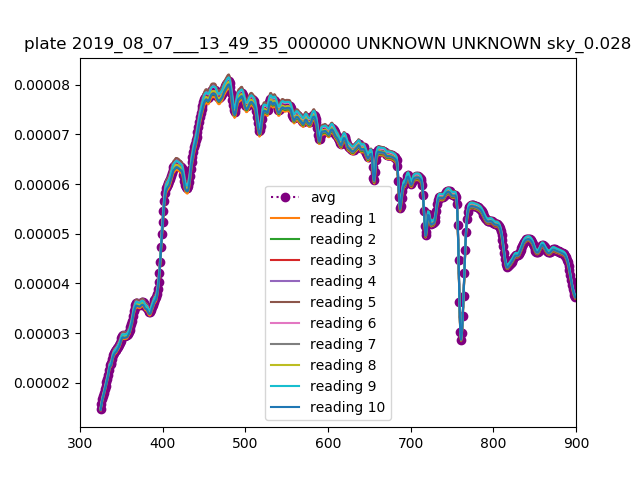 plate 2019_08_07___13_49_35_000000 UNKNOWN UNKNOWN sky_0.028
0.00008
0.00007
0.00006
0.00005
0.00004
0.00003
0.00002
avg
reading 1
reading 2
reading 3
reading 4
reading 5
reading 6
reading 7
reading 8
reading 9
reading 10
300 400 500 600 700 800 900